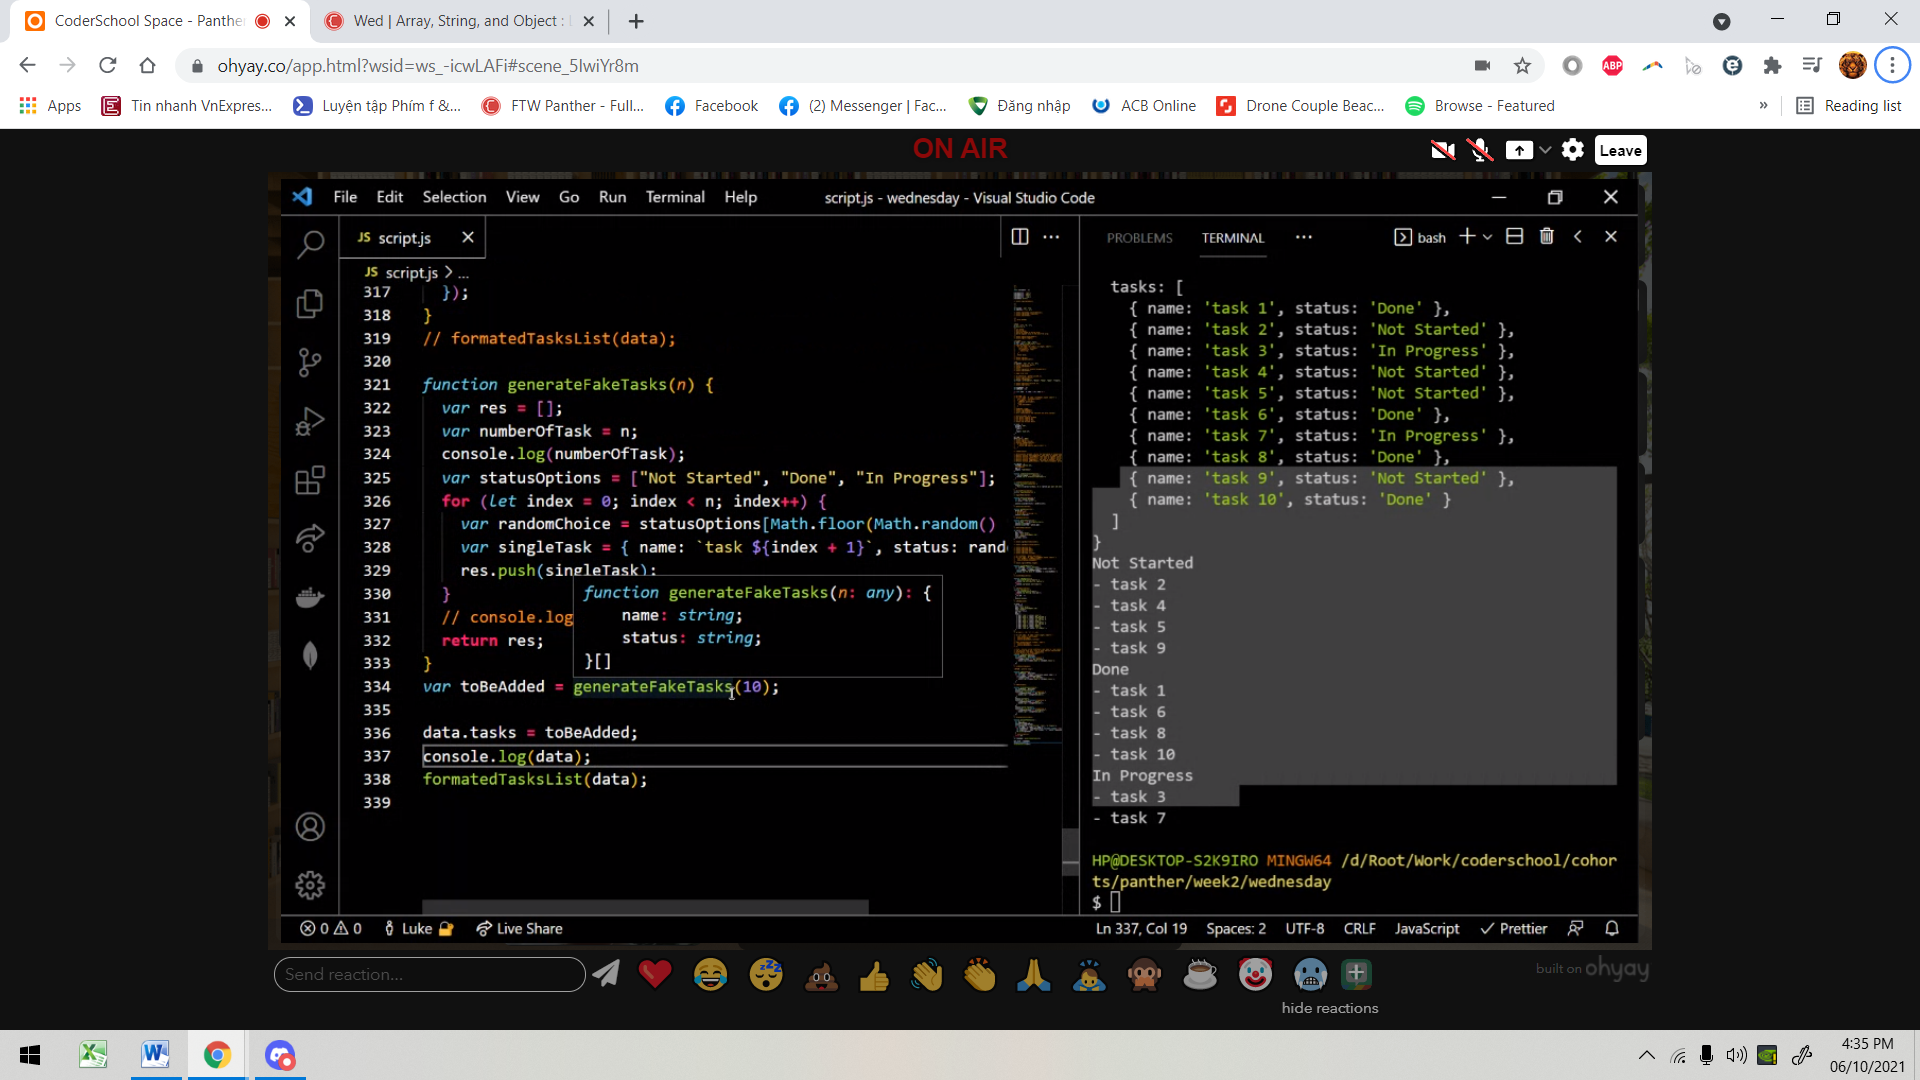 CoderSchool Space - Panthe
Wed | Array, String, and Object :
ohyay.co/app.html?wsid=ws_-icwLAFi#scene_5IwiYr8m
ABP
Apps
Tin nhanh VnExpres...
Luyện tập Phím f &...
FTW Panther - Full...
Facebook
(2) Messenger | Fac...
Đăng nhập
ACB Online
Drone Couple Beac...
Browse - Featured
»
Reading list
ON AIR
Leave
File Edit Selection View Go Run Terminal Help
script.js - wednesday - Visual Studio Code
JS script.js
JS script.js > ...
PROBLEMS TERMINAL ...
bash
317 });
318 }
319 // formatedTasksList(data);
320
321 function generateFakeTasks(n) {
322 var res = [];
323 var numberOfTask = n;
324 console.log(numberOfTask);
325 var statusOptions = ["Not Started", "Done", "In Progress"];
326 for (let index = 0; index < n; index++) {
327 var randomChoice = statusOptions[Math.floor(Math.random()
328 var singleTask = { name: `task ${index + 1}`, status: rand
329 res.push(singleTask);
330 }
331 // console.log
332 return res;
333 }
334 var toBeAdded = generateFakeTasks(10);
335
336 data.tasks = toBeAdded;
337 console.log(data);
338 formatedTasksList(data);
339
function generateFakeTasks(n: any): {
name: string;
status: string;
}[]
tasks: [
{ name: 'task 1', status: 'Done' },
{ name: 'task 2', status: 'Not Started' },
{ name: 'task 3', status: 'In Progress' },
{ name: 'task 4', status: 'Not Started' },
{ name: 'task 5', status: 'Not Started' },
{ name: 'task 6', status: 'Done' },
{ name: 'task 7', status: 'In Progress' },
{ name: 'task 8', status: 'Done' },
{ name: 'task 9', status: 'Not Started' },
{ name: 'task 10', status: 'Done' }
]
}
Not Started
- task 2
- task 4
- task 5
- task 9
Done
- task 1
- task 6
- task 8
- task 10
In Progress
- task 3
- task 7
HP@DESKTOP-S2K9IRO MINGW64 /d/Root/Work/coderschool/cohor
ts/panther/week2/wednesday
$
0 0 Luke Live Share
Ln 337, Col 19 Spaces: 2 UTF-8 CRLF JavaScript Prettier
Send reaction...
hide reactions
built on ohyay
4:35 PM
06/10/2021